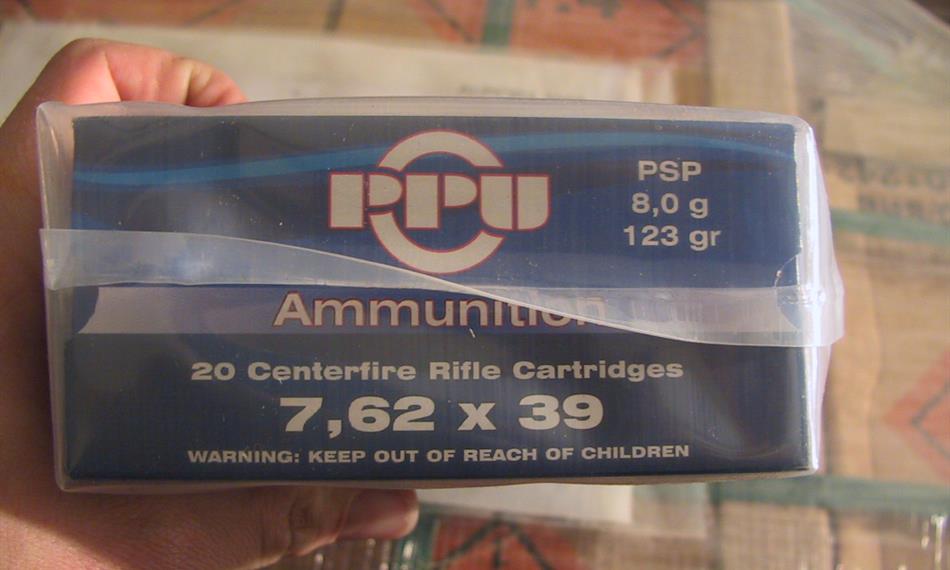 PPU
PSP
8,0 g
123 gr
Ammunition
20 Centerfire Rifle Cartridges
7,62 x 39
WARNING: KEEP OUT OF REACH OF CHILDREN